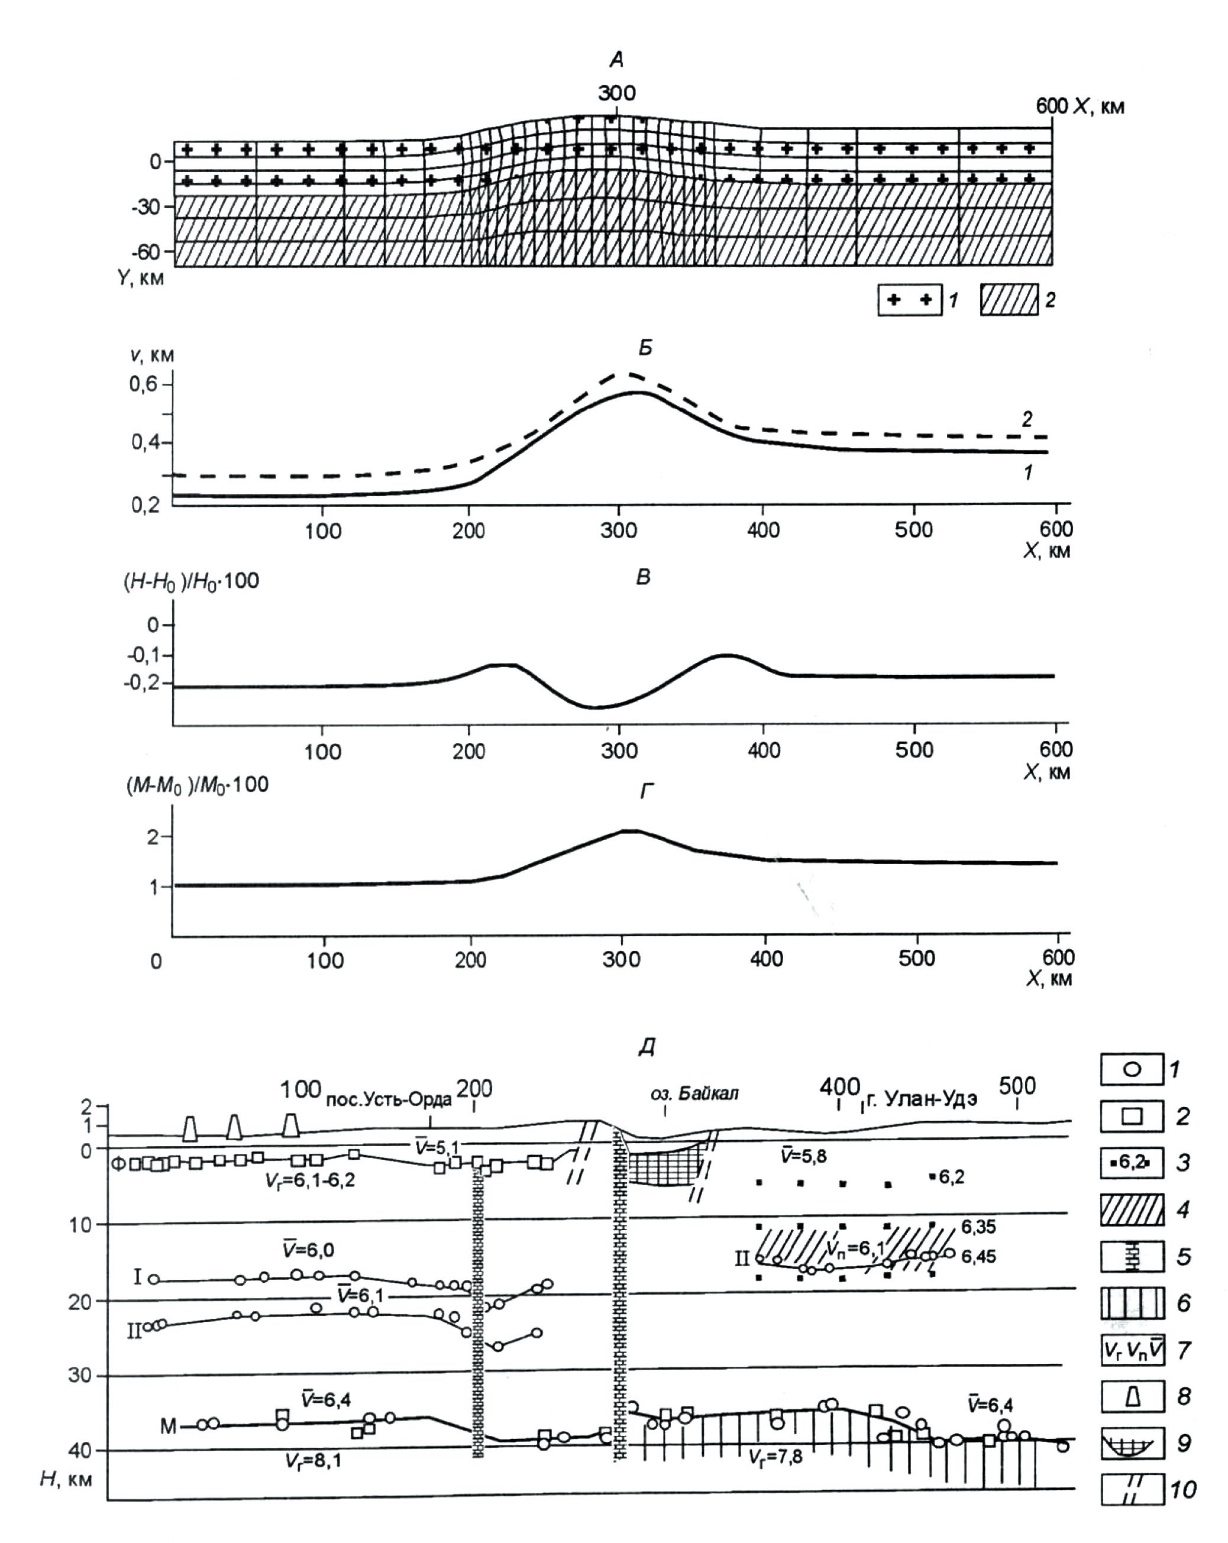 А
300
600 X, км
0
-30
-60
Y, км
1
2
v, км
Б
0,6
0,4
0,2
2
1
100 200 300 400 500 600
X, км
(H-H₀)/H₀·100
В
0
-0,1
-0,2
100 200 300 400 500 600
X, км
(M-M₀)/M₀·100
Г
2
1
0 100 200 300 400 500 600
X, км
Д
100 пос.Усть-Орда 200 оз. Байкал 400 г. Улан-Удэ 500
2
1
0
Ф
V̅=5,1
Vг=6,1-6,2
V̅=5,8
6,2
10
6,35
Vп=6,1
II
6,45
V̅=6,0
I
20
V̅=6,1
II
30
V̅=6,4
V̅=6,4
M
40
Vг=8,1
Vг=7,8
H, км
1
2
6,2 3
4
5
6
Vг Vп V̅ 7
8
9
10